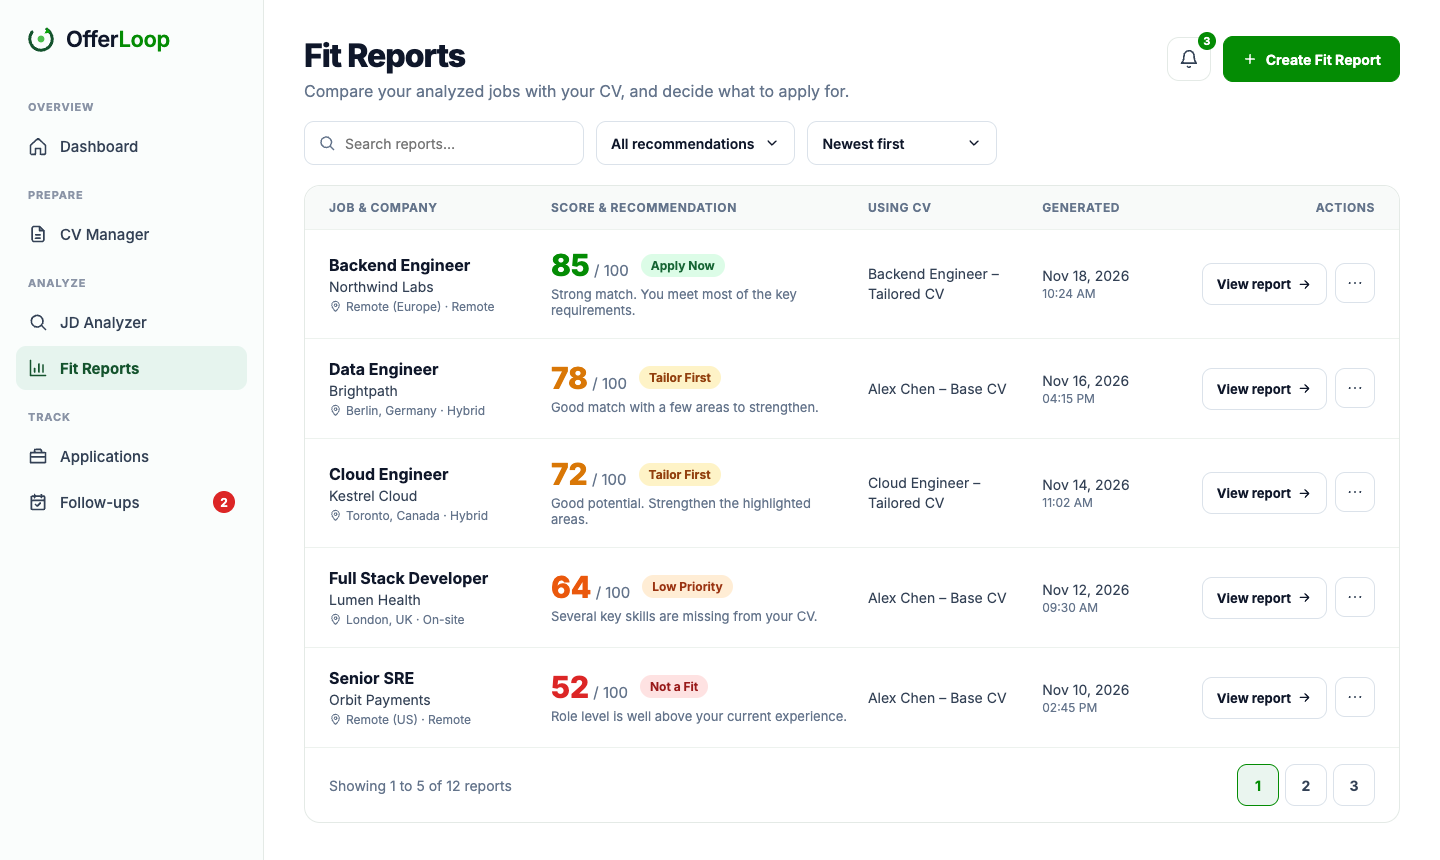 OfferLoop
OVERVIEW
Dashboard
PREPARE
CV Manager
ANALYZE
JD Analyzer
Fit Reports
TRACK
Applications
Follow-ups 2
Fit Reports
Compare your analyzed jobs with your CV, and decide what to apply for.
3
+ Create Fit Report
Search reports...
All recommendations
Newest first
JOB & COMPANY SCORE & RECOMMENDATION USING CV GENERATED ACTIONS
Backend Engineer
Northwind Labs
Remote (Europe) · Remote
85 / 100 Apply Now
Strong match. You meet most of the key
requirements.
Backend Engineer –
Tailored CV
Nov 18, 2026
10:24 AM
View report → ...
Data Engineer
Brightpath
Berlin, Germany · Hybrid
78 / 100 Tailor First
Good match with a few areas to strengthen.
Alex Chen – Base CV
Nov 16, 2026
04:15 PM
View report → ...
Cloud Engineer
Kestrel Cloud
Toronto, Canada · Hybrid
72 / 100 Tailor First
Good potential. Strengthen the highlighted
areas.
Cloud Engineer –
Tailored CV
Nov 14, 2026
11:02 AM
View report → ...
Full Stack Developer
Lumen Health
London, UK · On-site
64 / 100 Low Priority
Several key skills are missing from your CV.
Alex Chen – Base CV
Nov 12, 2026
09:30 AM
View report → ...
Senior SRE
Orbit Payments
Remote (US) · Remote
52 / 100 Not a Fit
Role level is well above your current experience.
Alex Chen – Base CV
Nov 10, 2026
02:45 PM
View report → ...
Showing 1 to 5 of 12 reports
1 2 3